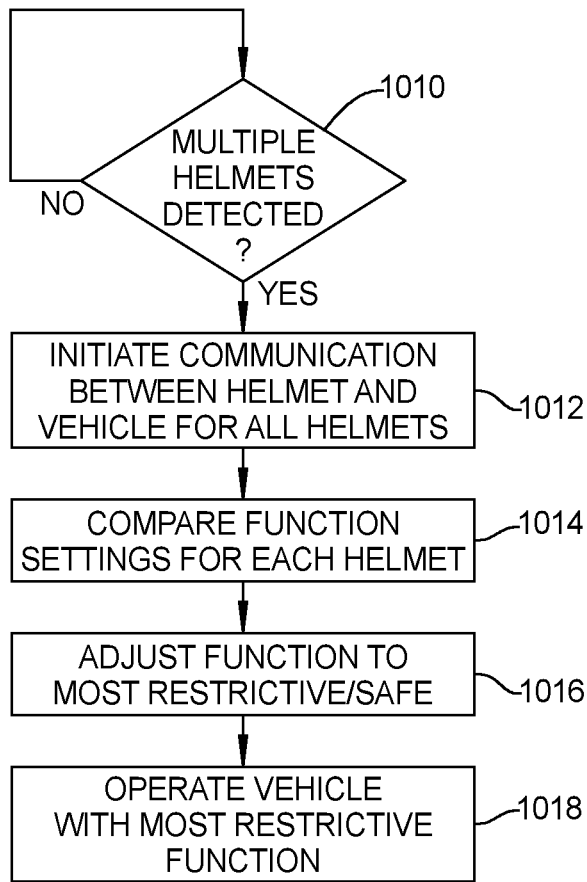 1010
MULTIPLE
HELMETS
DETECTED
?
NO
YES
INITIATE COMMUNICATION
BETWEEN HELMET AND
VEHICLE FOR ALL HELMETS
1012
COMPARE FUNCTION
SETTINGS FOR EACH HELMET
1014
ADJUST FUNCTION TO
MOST RESTRICTIVE/SAFE
1016
OPERATE VEHICLE
WITH MOST RESTRICTIVE
FUNCTION
1018